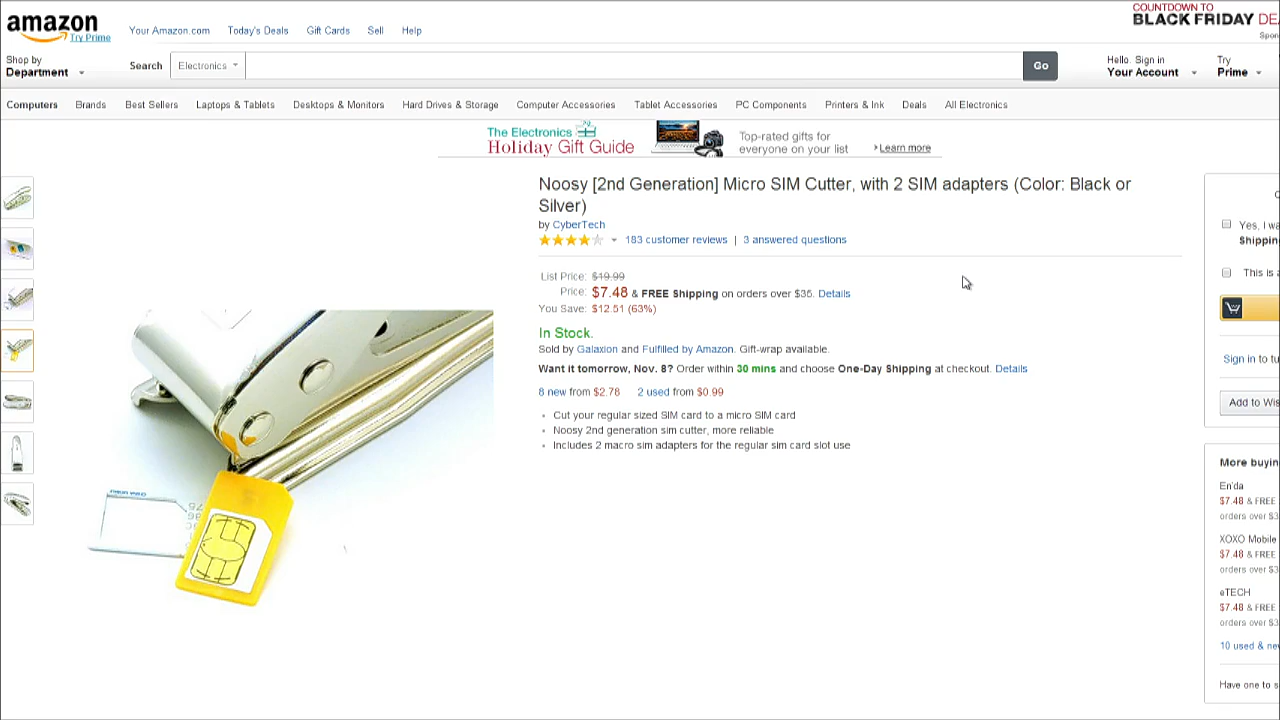 amazon
Try Prime
Your Amazon.com Today's Deals Gift Cards Sell Help
COUNTDOWN TO
BLACK FRIDAY
Shop by
Department
Search Electronics Go
Hello. Sign in
Your Account
Try
Prime
Computers Brands Best Sellers Laptops & Tablets Desktops & Monitors Hard Drives & Storage Computer Accessories Tablet Accessories PC Components Printers & Ink Deals All Electronics
The Electronics
Holiday Gift Guide
Top-rated gifts for
everyone on your list
Learn more
Noosy [2nd Generation] Micro SIM Cutter, with 2 SIM adapters (Color: Black or
Silver)
by CyberTech
183 customer reviews | 3 answered questions
List Price: $19.99
Price: $7.48 & FREE Shipping on orders over $35. Details
You Save: $12.51 (63%)
In Stock.
Sold by Galaxion and Fulfilled by Amazon. Gift-wrap available.
Want it tomorrow, Nov. 8? Order within 30 mins and choose One-Day Shipping at checkout. Details
8 new from $2.78 2 used from $0.99
Cut your regular sized SIM card to a micro SIM card
Noosy 2nd generation sim cutter, more reliable
Includes 2 macro sim adapters for the regular sim card slot use
Yes, I wa
Shippin
This is a
Sign in to tu
Add to Wis
More buyin
En'da
$7.48 & FREE
orders over $3
XOXO Mobile
$7.48 & FREE
orders over $3
eTECH
$7.48 & FREE
orders over $3
10 used & ne
Have one to s